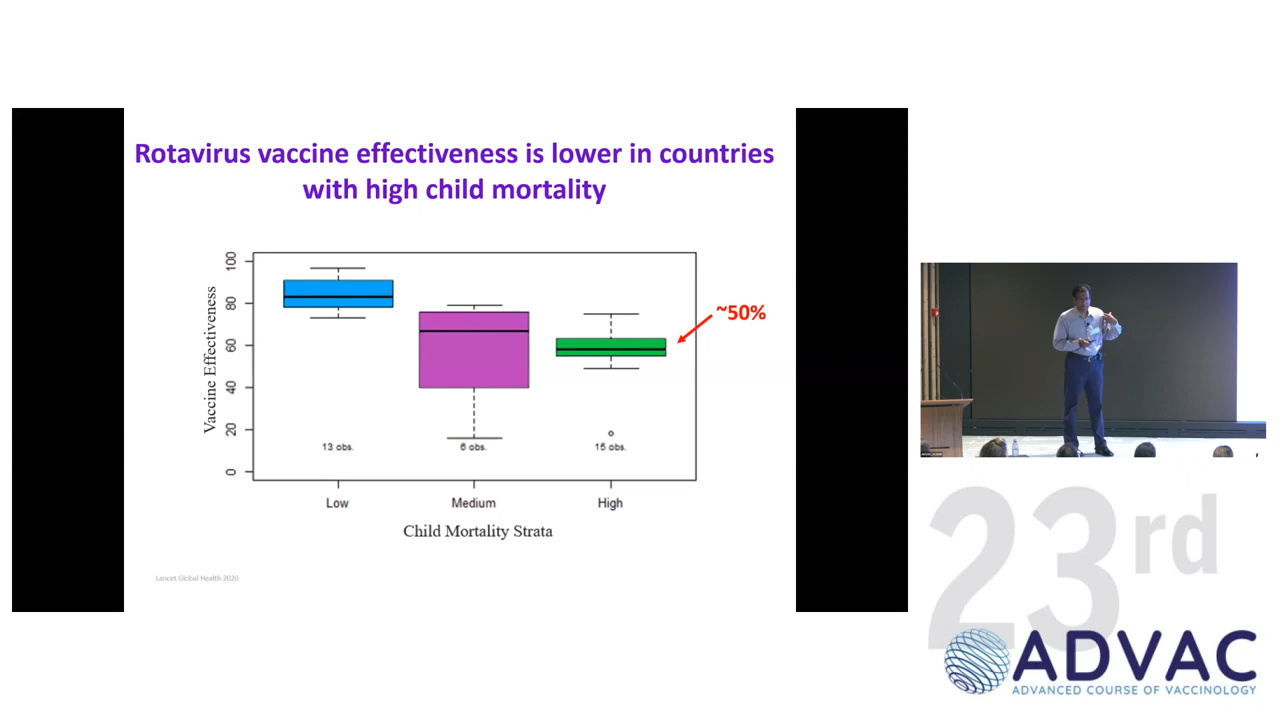 Rotavirus vaccine effectiveness is lower in countries
with high child mortality
Vaccine Effectiveness
100
80
60
40
20
0
~50%
13 obs.
6 obs.
15 obs.
Low
Medium
High
Child Mortality Strata
Lancet Global Health 2020
23rd
ADVAC
ADVANCED COURSE OF VACCINOLOGY